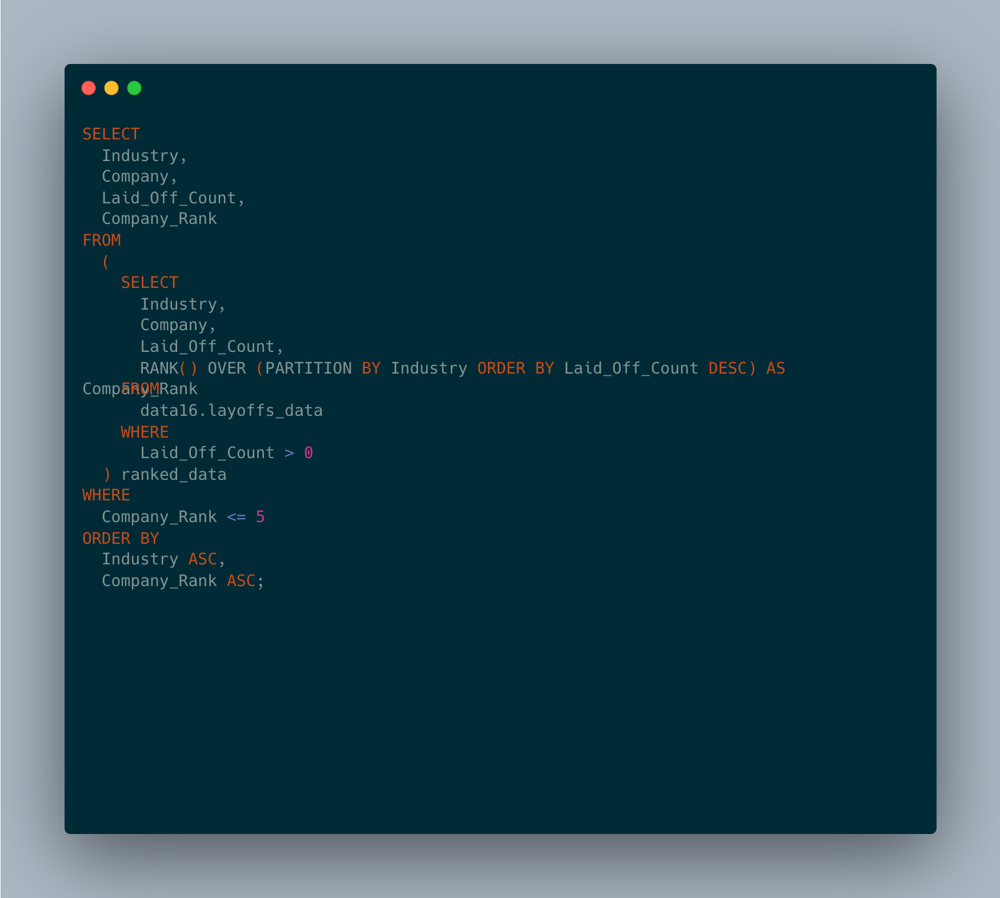 SELECT
  Industry,
  Company,
  Laid_Off_Count,
  Company_Rank
FROM
  (
    SELECT
      Industry,
      Company,
      Laid_Off_Count,
      RANK() OVER (PARTITION BY Industry ORDER BY Laid_Off_Count DESC) AS
Company_Rank
    FROM
      data16.layoffs_data
    WHERE
      Laid_Off_Count > 0
  ) ranked_data
WHERE
  Company_Rank <= 5
ORDER BY
  Industry ASC,
  Company_Rank ASC;